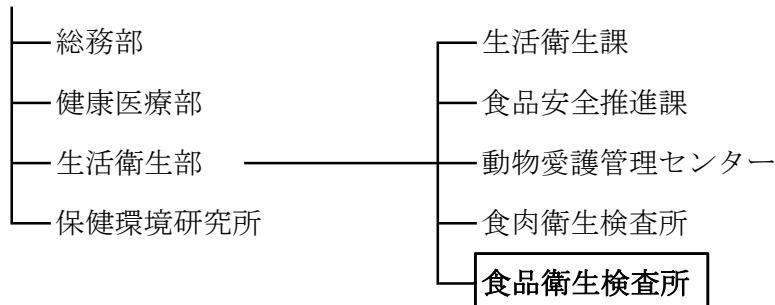 総務部
健康医療部
生活衛生部
保健環境研究所
生活衛生課
食品安全推進課
動物愛護管理センター
食肉衛生検査所
食品衛生検査所